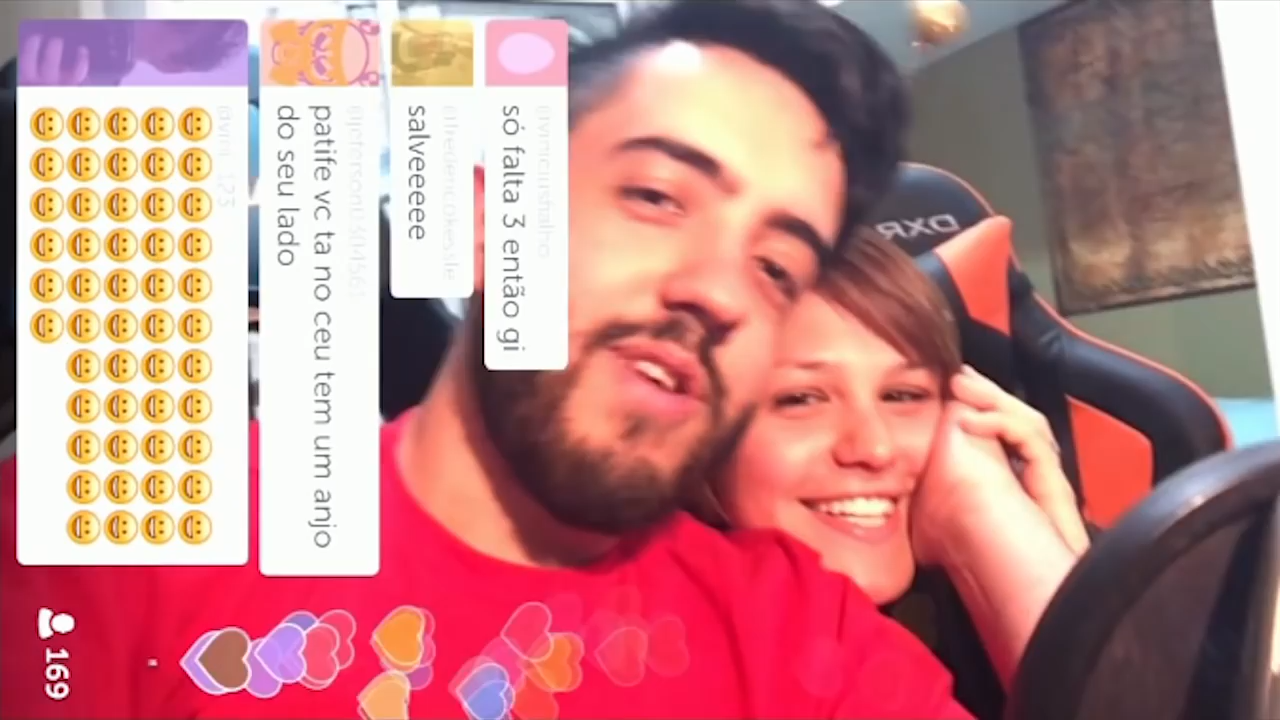 só falta 3 então gi
salveeeee
patife vc ta no ceu tem um anjo
do seu lado
169
DXR